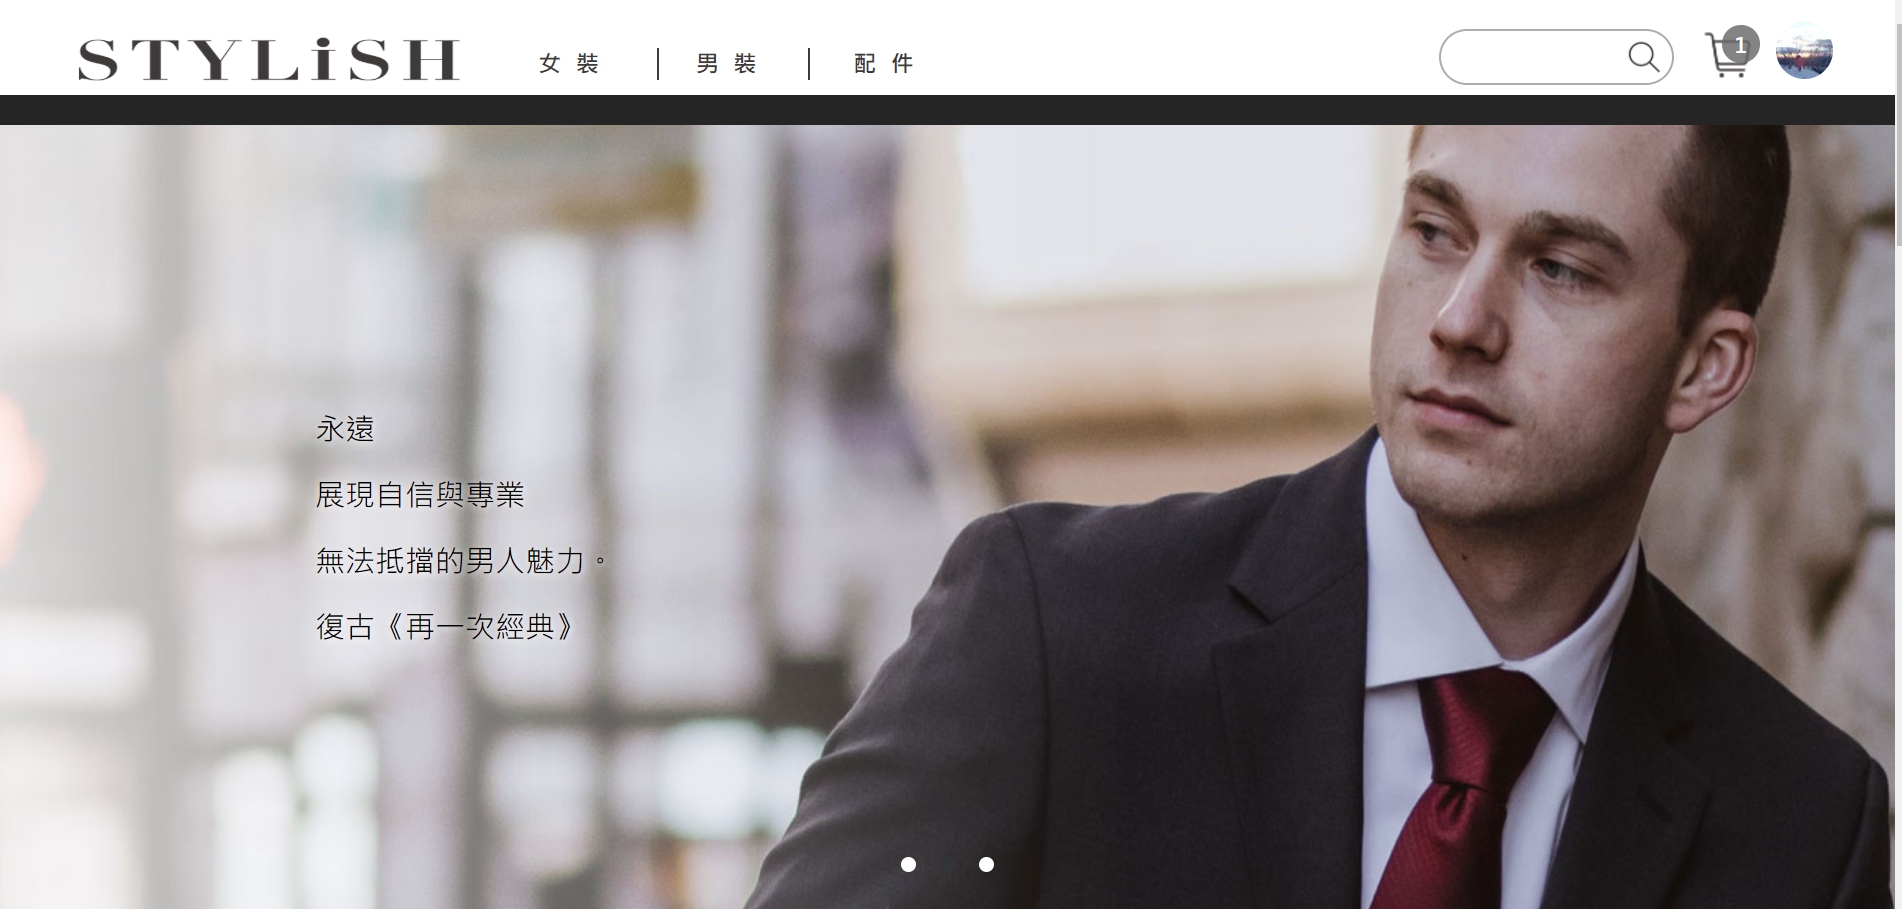 STYLiSH
女裝
男裝
配件
1
永遠
展現自信與專業
無法抵擋的男人魅力。
復古《再一次經典》